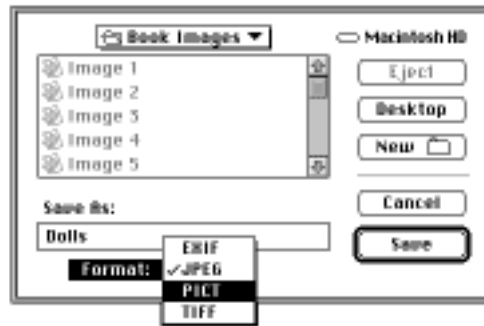 Book Images ▼
Macintosh HD
Image 1
Image 2
Image 3
Image 4
Image 5
Eject
Desktop
New
Save As:
Dolls
Cancel
Save
Format:
EXIF
✓JPEG
PICT
TIFF